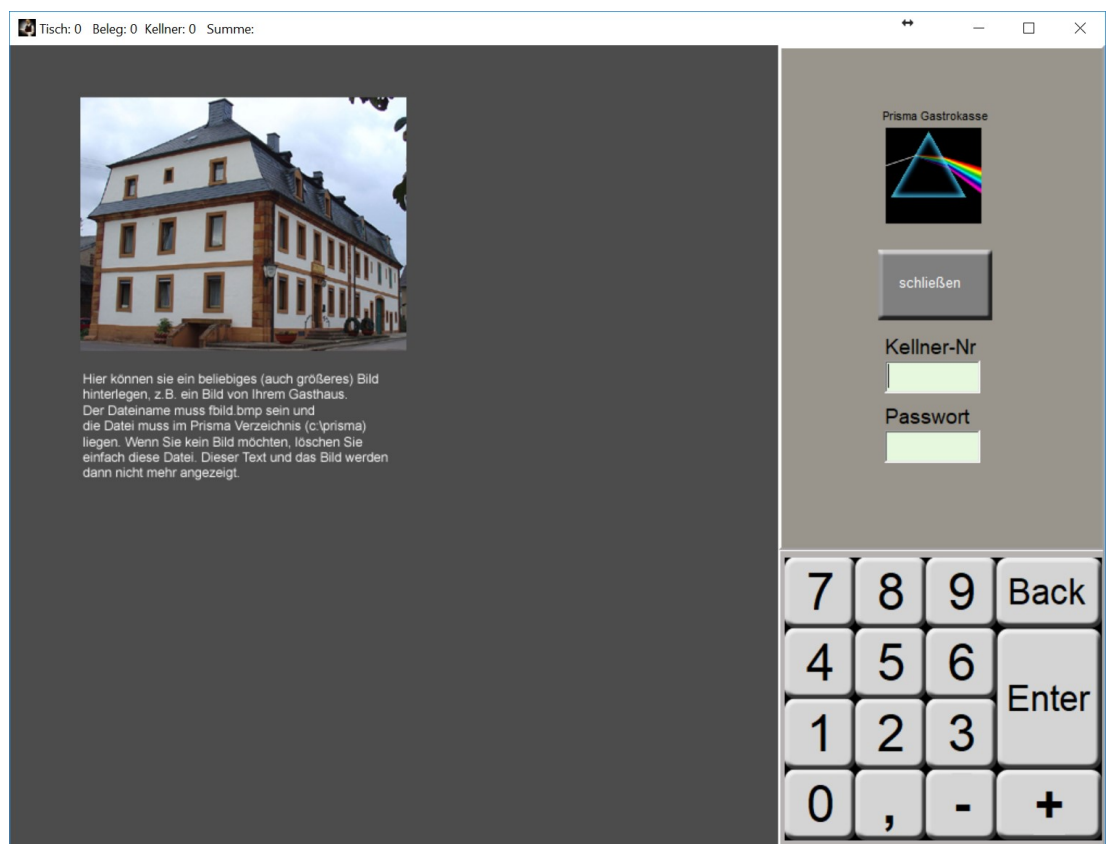 Tisch: 0 Beleg: 0 Kellner: 0 Summe:
Hier können sie ein beliebiges (auch größeres) Bild
hinterlegen, z.B. ein Bild von Ihrem Gasthaus.
Der Dateiname muss fbild.bmp sein und
die Datei muss im Prisma Verzeichnis (c:\prisma)
liegen. Wenn Sie kein Bild möchten, löschen Sie
einfach diese Datei. Dieser Text und das Bild werden
dann nicht mehr angezeigt.
Prisma Gastrokasse
schließen
Kellner-Nr
Passwort
7 8 9 Back
4 5 6
Enter
1 2 3
0 , - +